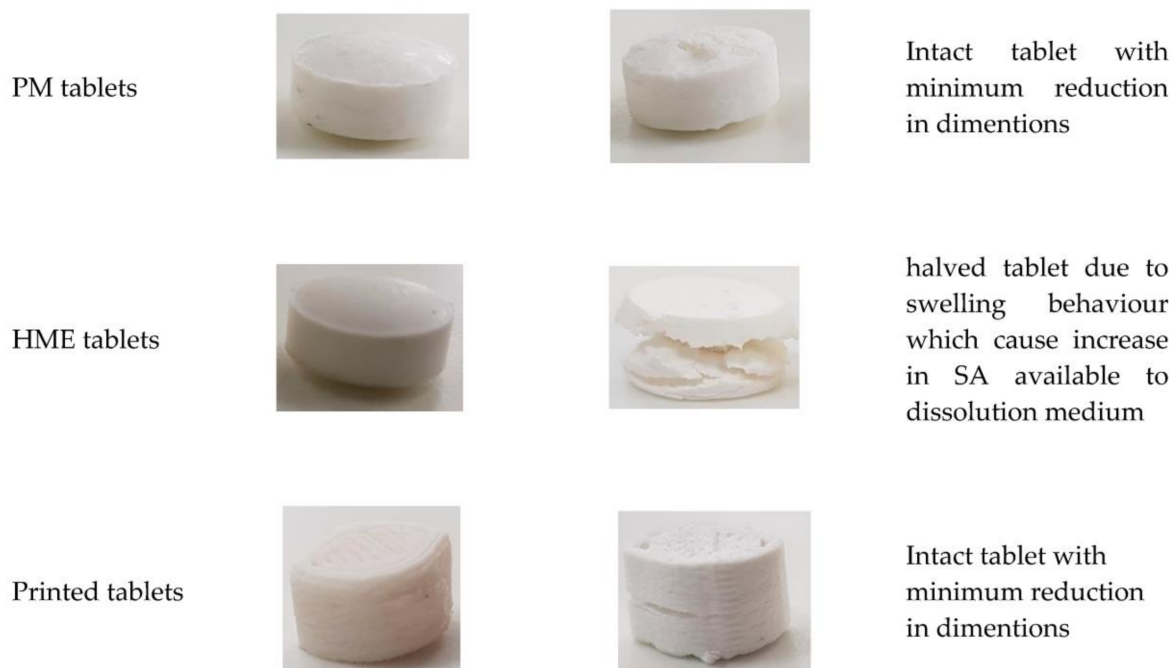 PM tablets
Intact tablet with
minimum reduction
in dimentions
HME tablets
halved tablet due to
swelling behaviour
which cause increase
in SA available to
dissolution medium
Printed tablets
Intact tablet with
minimum reduction
in dimentions